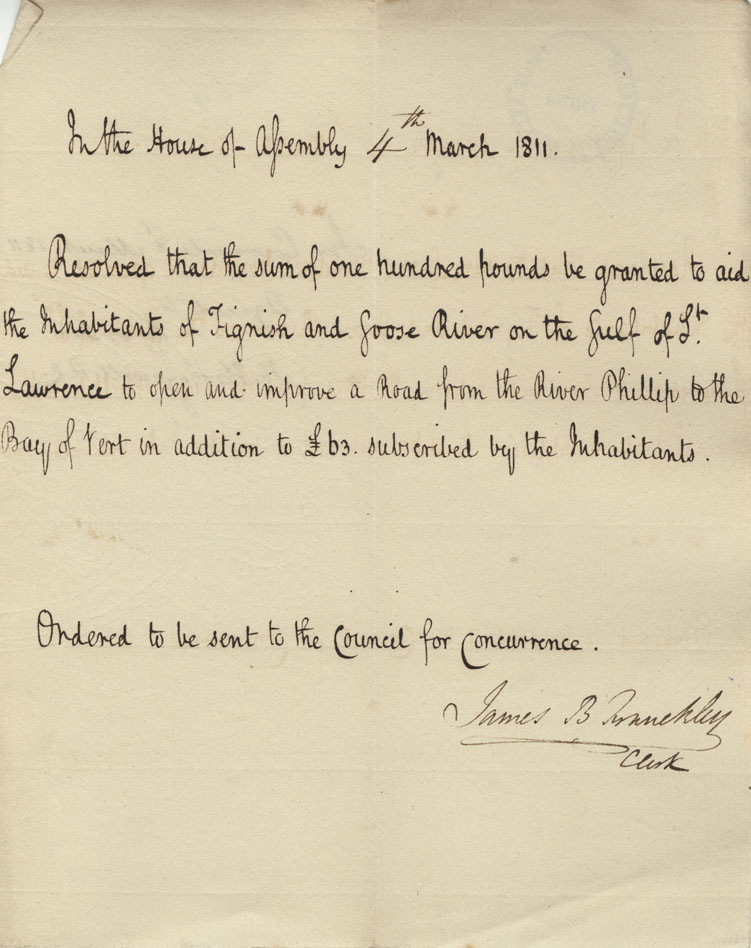 In the House of Assembly 4th March 1811.
Resolved that the sum of one hundred pounds be granted to aid
the Inhabitants of Tignish and Goose River on the Gulf of St.
Lawrence to open and improve a Road from the River Phillip to the
Bay of Vert in addition to £63. subscribed by the Inhabitants.
Ordered to be sent to the Council for Concurrence.
James B Franckley
Clerk